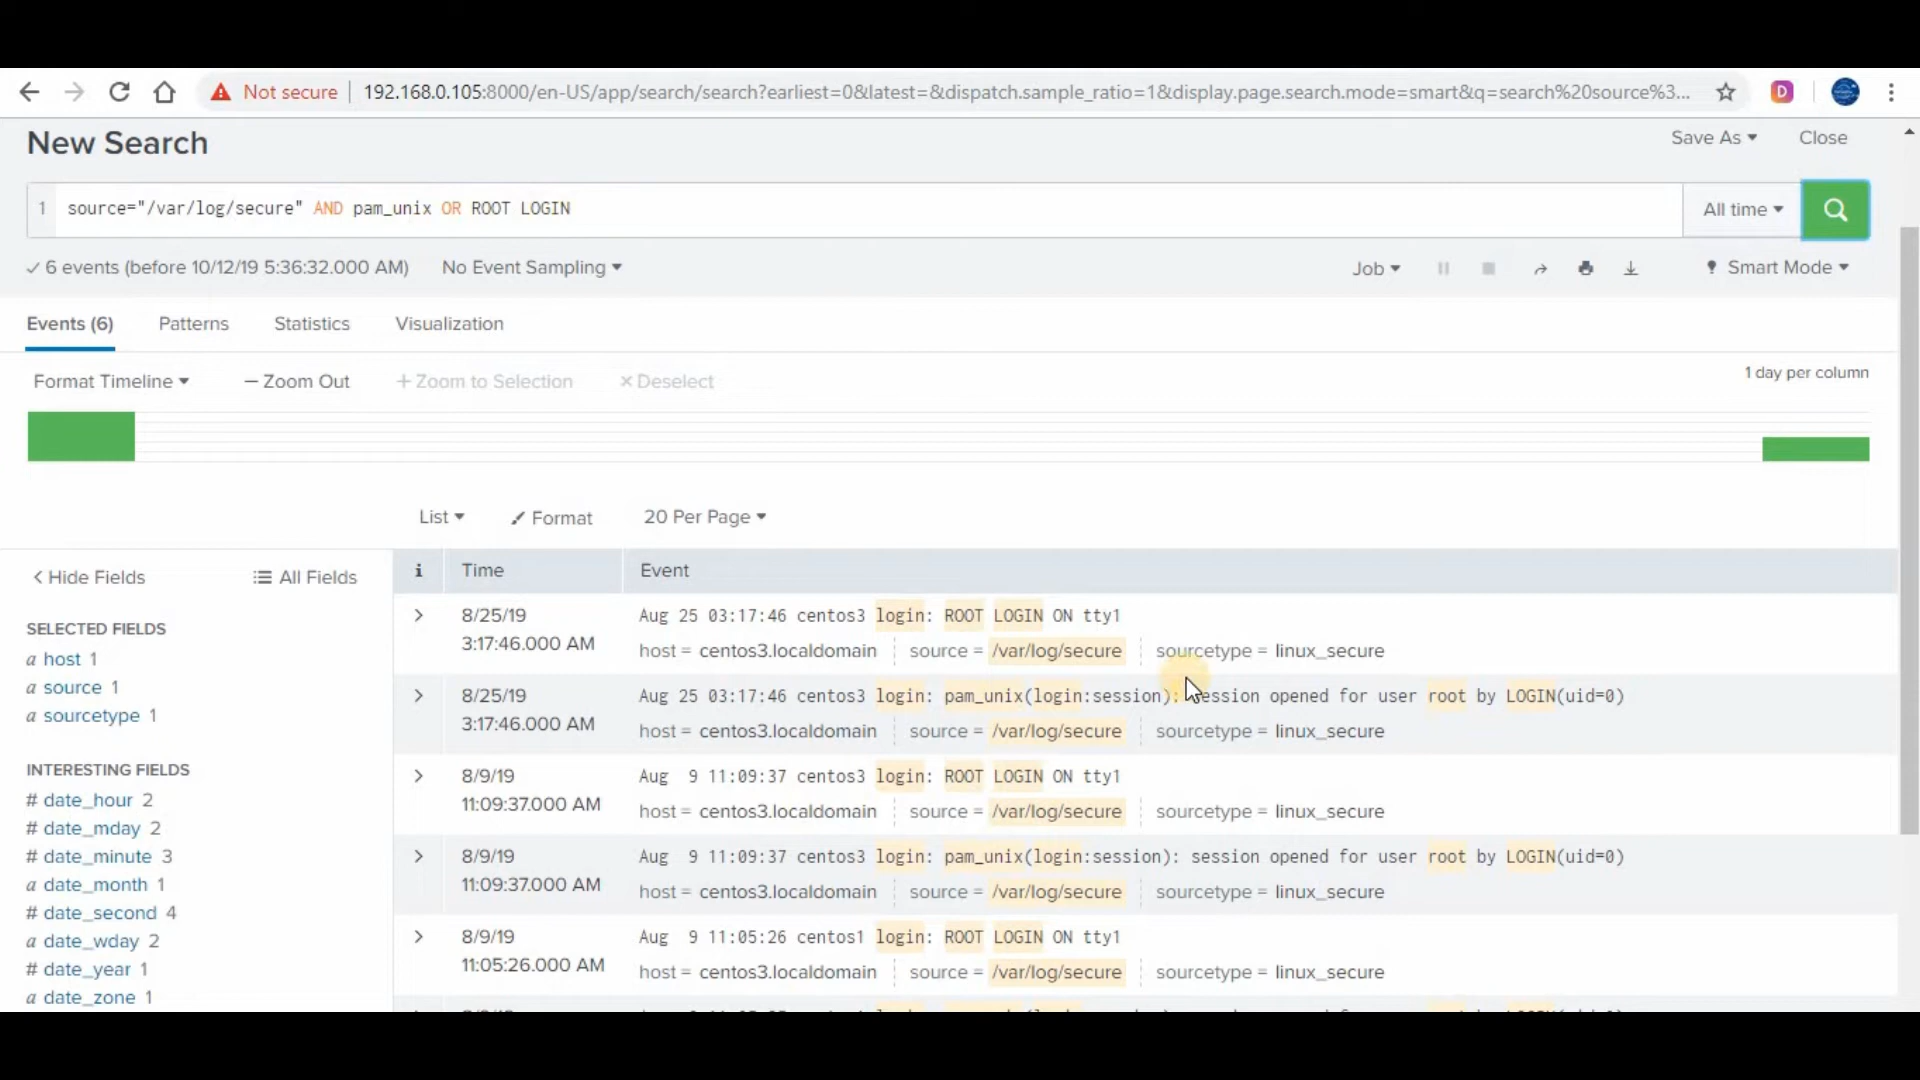 Not secure 192.168.0.105:8000/en-US/app/search/search?earliest=0&latest=&dispatch.sample_ratio=1&display.page.search.mode=smart&q=search%20source%3... D
New Search Save As Close
1 source="/var/log/secure" AND pam_unix OR ROOT LOGIN All time
6 events (before 10/12/19 5:36:32.000 AM) No Event Sampling Job Smart Mode
Events (6) Patterns Statistics Visualization
Format Timeline — Zoom Out + Zoom to Selection × Deselect 1 day per column
List Format 20 Per Page
< Hide Fields All Fields
i Time Event
SELECTED FIELDS
a host 1
a source 1
a sourcetype 1
INTERESTING FIELDS
# date_hour 2
# date_mday 2
# date_minute 3
a date_month 1
# date_second 4
a date_wday 2
# date_year 1
a date_zone 1
> 8/25/19 Aug 25 03:17:46 centos3 login: ROOT LOGIN ON tty1
3:17:46.000 AM host = centos3.localdomain source = /var/log/secure sourcetype = linux_secure
> 8/25/19 Aug 25 03:17:46 centos3 login: pam_unix(login:session): session opened for user root by LOGIN(uid=0)
3:17:46.000 AM host = centos3.localdomain source = /var/log/secure sourcetype = linux_secure
> 8/9/19 Aug 9 11:09:37 centos3 login: ROOT LOGIN ON tty1
11:09:37.000 AM host = centos3.localdomain source = /var/log/secure sourcetype = linux_secure
> 8/9/19 Aug 9 11:09:37 centos3 login: pam_unix(login:session): session opened for user root by LOGIN(uid=0)
11:09:37.000 AM host = centos3.localdomain source = /var/log/secure sourcetype = linux_secure
> 8/9/19 Aug 9 11:05:26 centos1 login: ROOT LOGIN ON tty1
11:05:26.000 AM host = centos3.localdomain source = /var/log/secure sourcetype = linux_secure